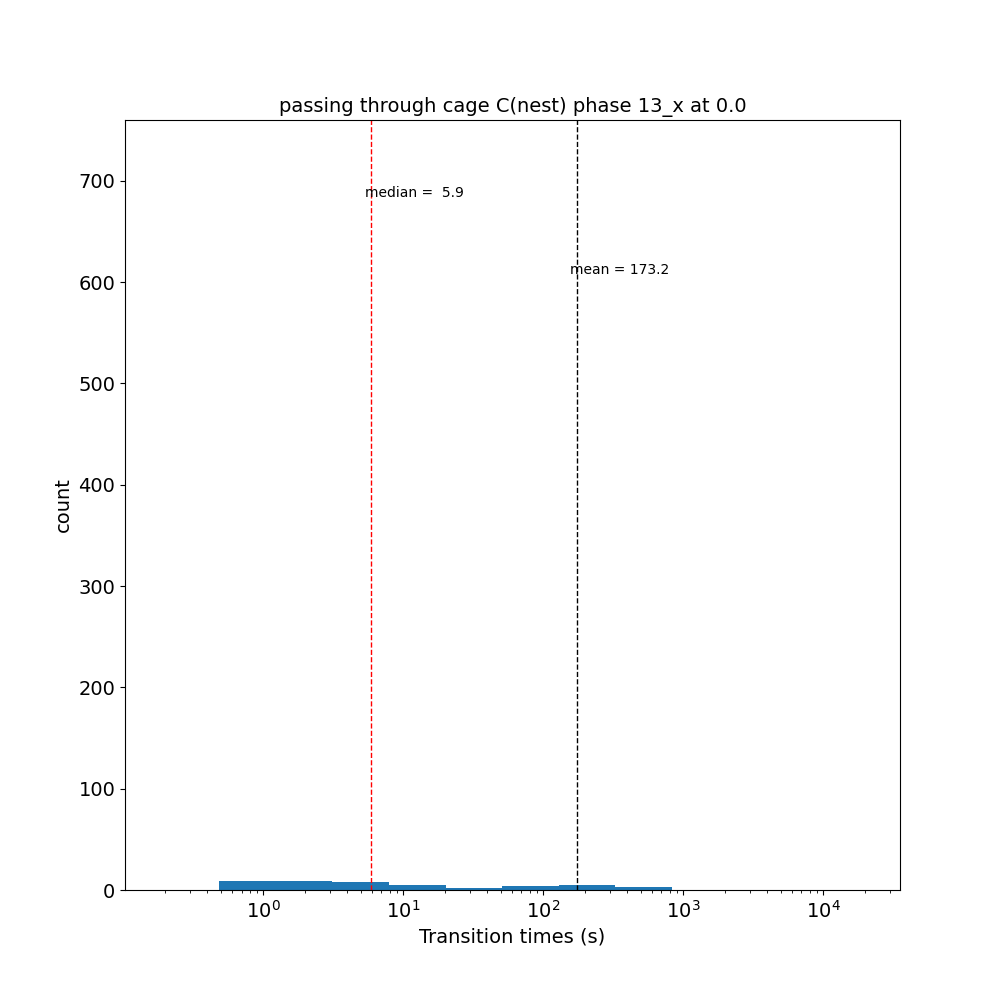 passing through cage C(nest) phase 13_x at 0.0
700
median =  5.9
mean = 173.2
600
500
400
300
200
100
0
count
10⁰ 10¹ 10² 10³ 10⁴
Transition times (s)